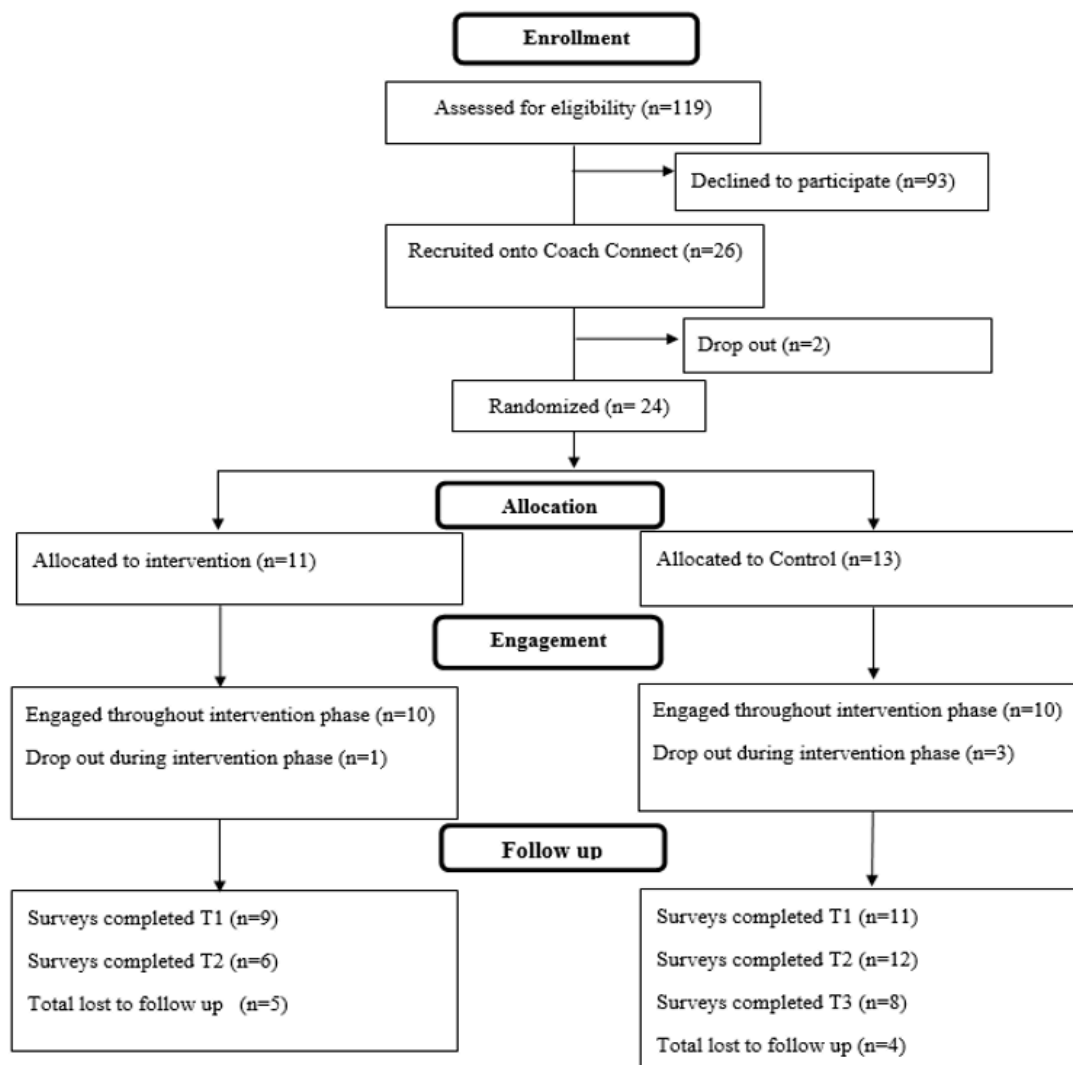 Enrollment
Assessed for eligibility (n=119)
Declined to participate (n=93)
Recruited onto Coach Connect (n=26)
Drop out (n=2)
Randomized (n= 24)
Allocation
Allocated to intervention (n=11)
Allocated to Control (n=13)
Engagement
Engaged throughout intervention phase (n=10)
Drop out during intervention phase (n=1)
Engaged throughout intervention phase (n=10)
Drop out during intervention phase (n=3)
Follow up
Surveys completed T1 (n=9)
Surveys completed T2 (n=6)
Total lost to follow up (n=5)
Surveys completed T1 (n=11)
Surveys completed T2 (n=12)
Surveys completed T3 (n=8)
Total lost to follow up (n=4)